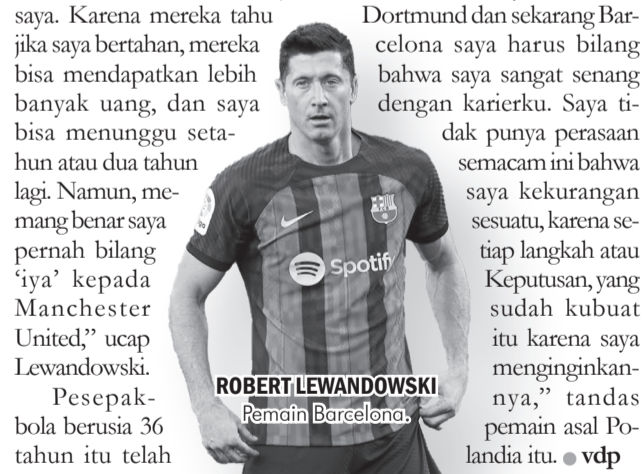 saya. Karena mereka tahu
jika saya bertahan, mereka
bisa mendapatkan lebih
banyak uang, dan saya
bisa menunggu seta-
hun atau dua tahun
lagi. Namun, me-
mang benar saya
pernah bilang
‘iya’ kepada
Manchester
United,” ucap
Lewandowski.
Pesepak-
bola berusia 36
tahun itu telah
Spotify
ROBERT LEWANDOWSKI
Pemain Barcelona.
Dortmund dan sekarang Bar-
celona saya harus bilang
bahwa saya sangat senang
dengan karierku. Saya ti-
dak punya perasaan
semacam ini bahwa
saya kekurangan
sesuatu, karena se-
tiap langkah atau
Keputusan, yang
sudah kubuat
itu karena saya
menginginkan-
nya,” tandas
pemain asal Po-
landia itu. ● vdp